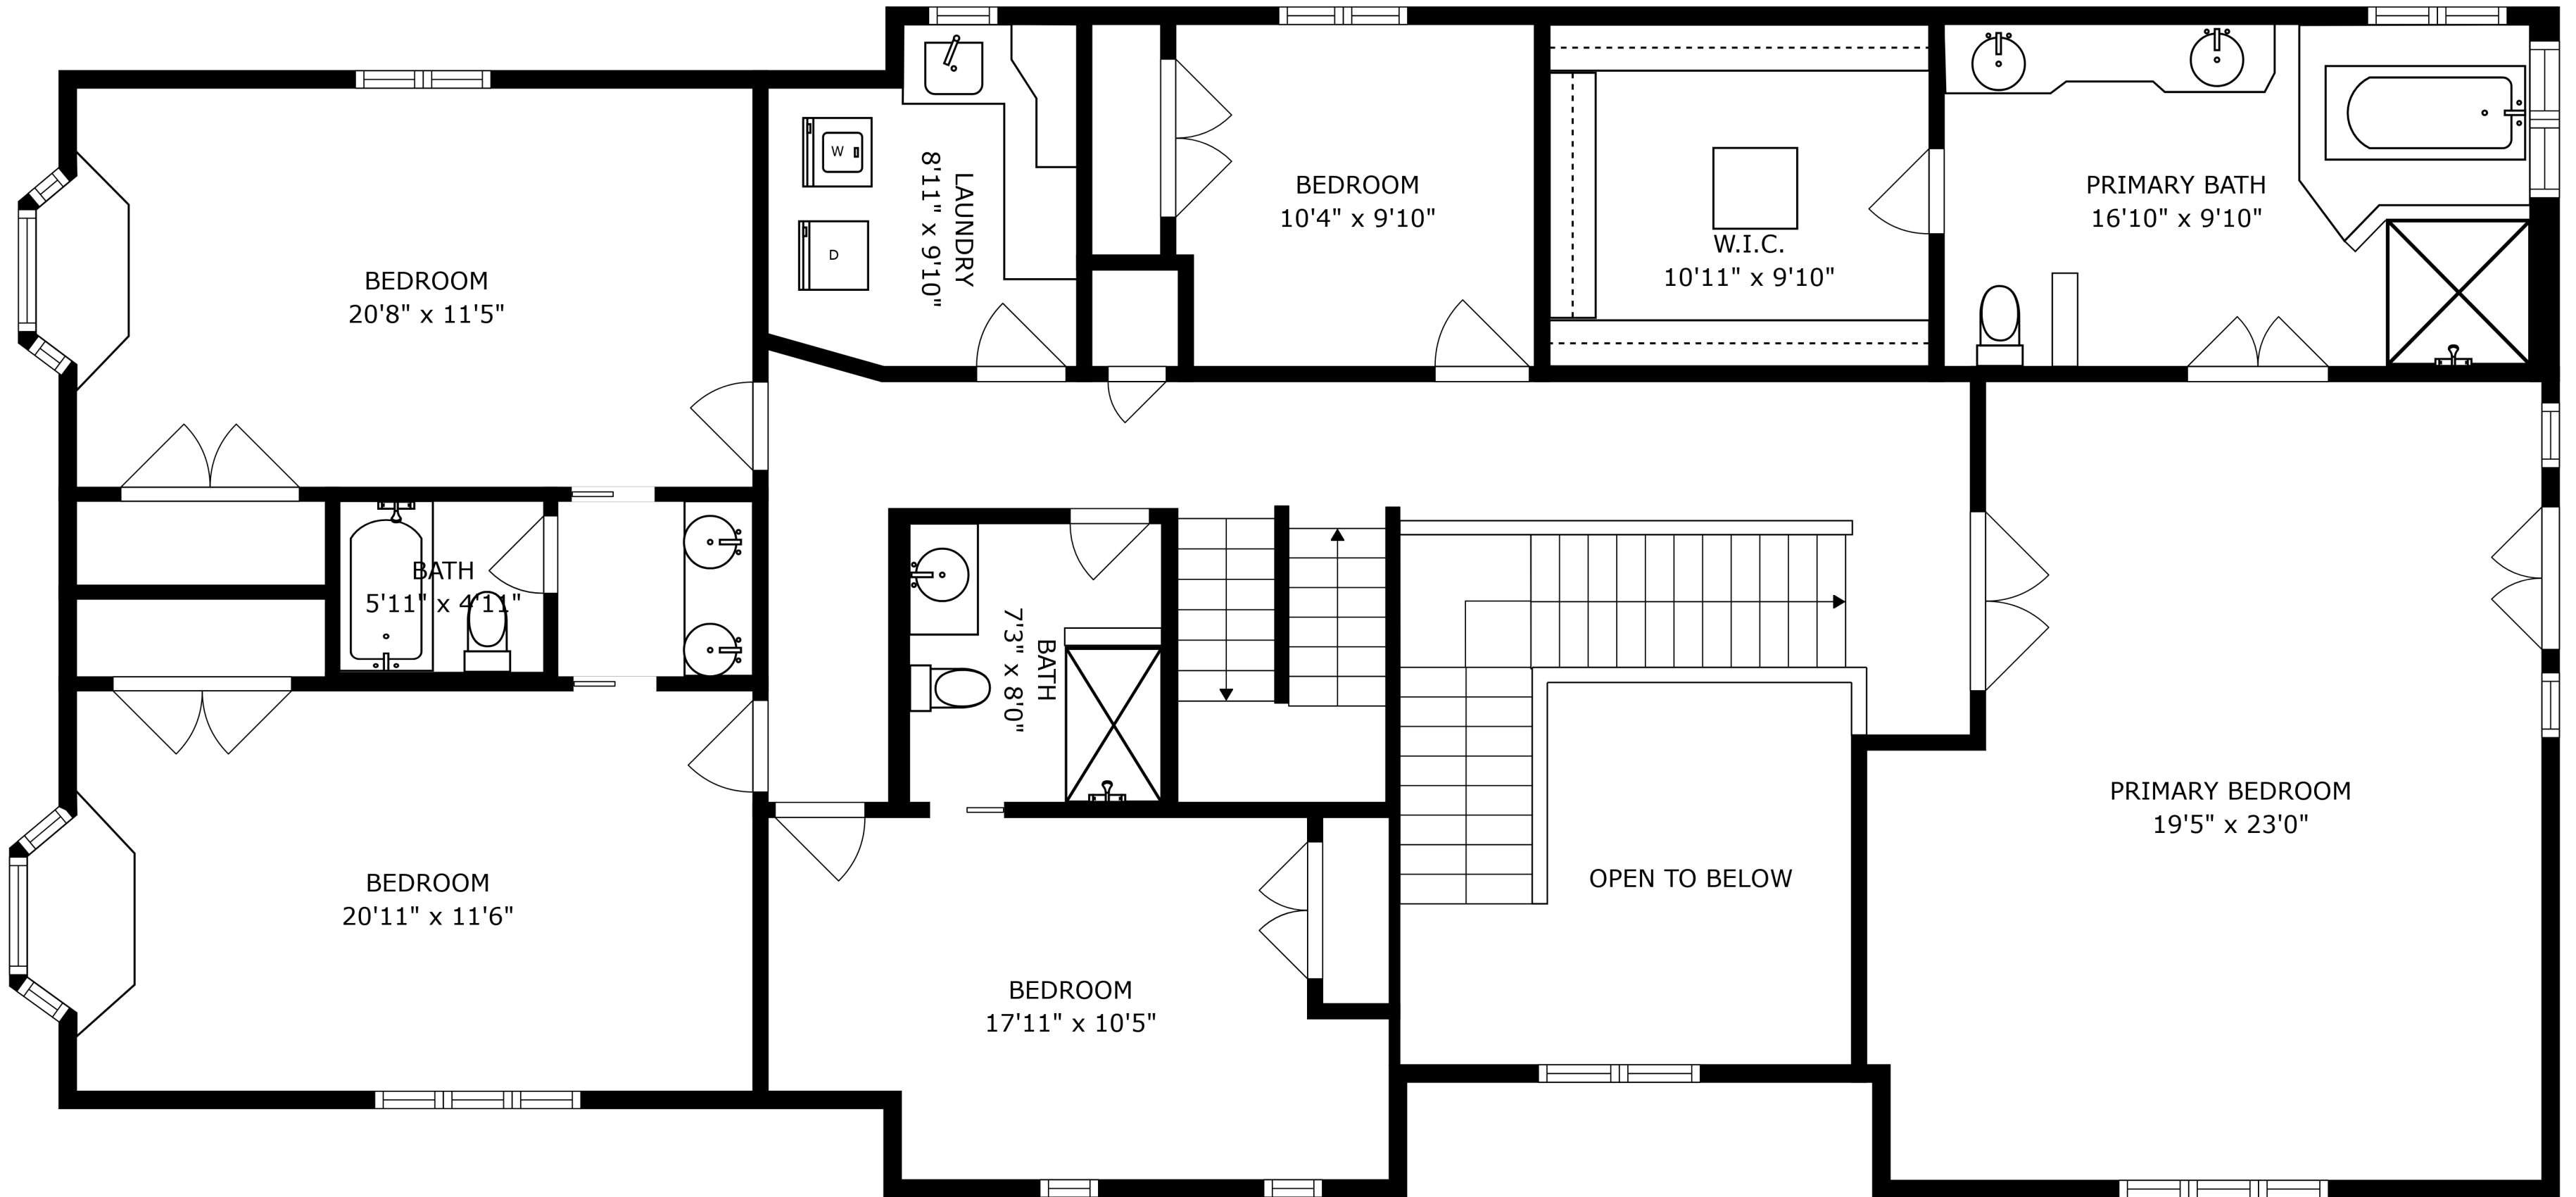 BEDROOM
20'8" x 11'5"
W
D
LAUNDRY
8'11" x 9'10"
BEDROOM
10'4" x 9'10"
W.I.C.
10'11" x 9'10"
PRIMARY BATH
16'10" x 9'10"
BATH
5'11" x 4'11"
BATH
7'3" x 8'0"
BEDROOM
20'11" x 11'6"
BEDROOM
17'11" x 10'5"
OPEN TO BELOW
PRIMARY BEDROOM
19'5" x 23'0"